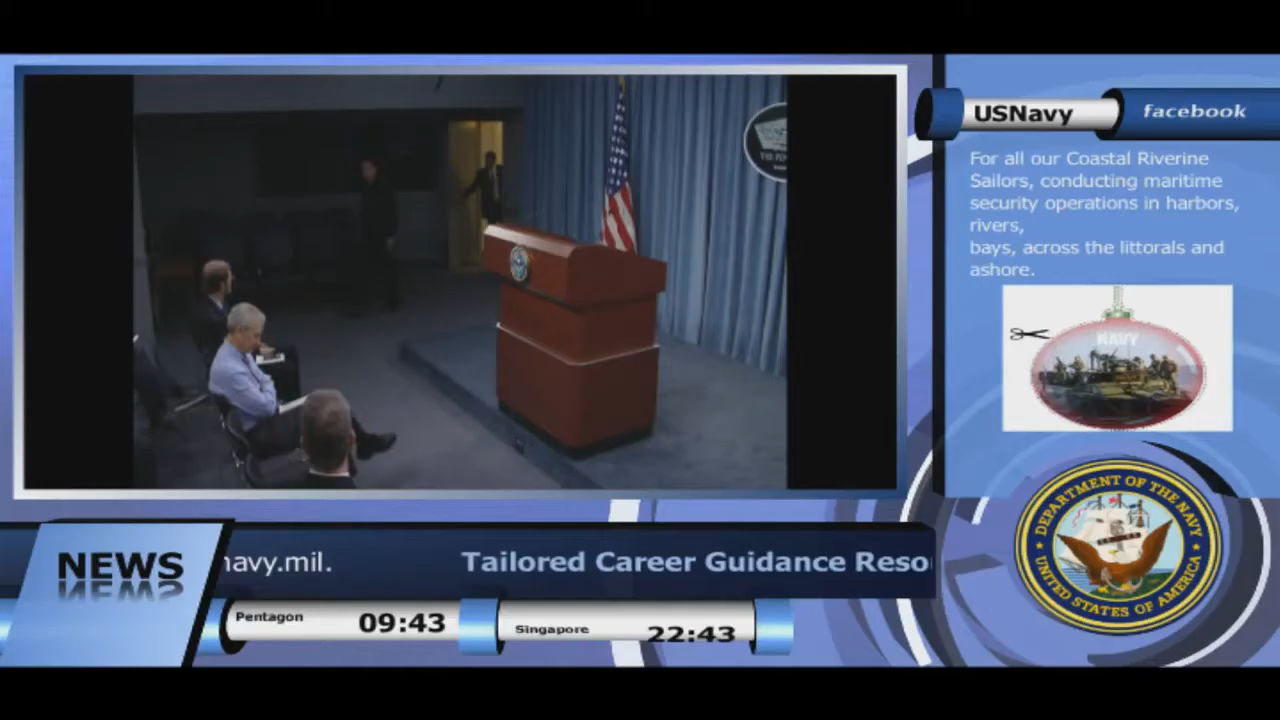 USNavy
facebook
For all our Coastal Riverine
Sailors, conducting maritime
security operations in harbors,
rivers,
bays, across the littorals and
ashore.
NAVY
DEPARTMENT OF THE NAVY
UNITED STATES OF AMERICA
NEWS
navy.mil.
Tailored Career Guidance Reso
Pentagon
09:43
Singapore
22:43